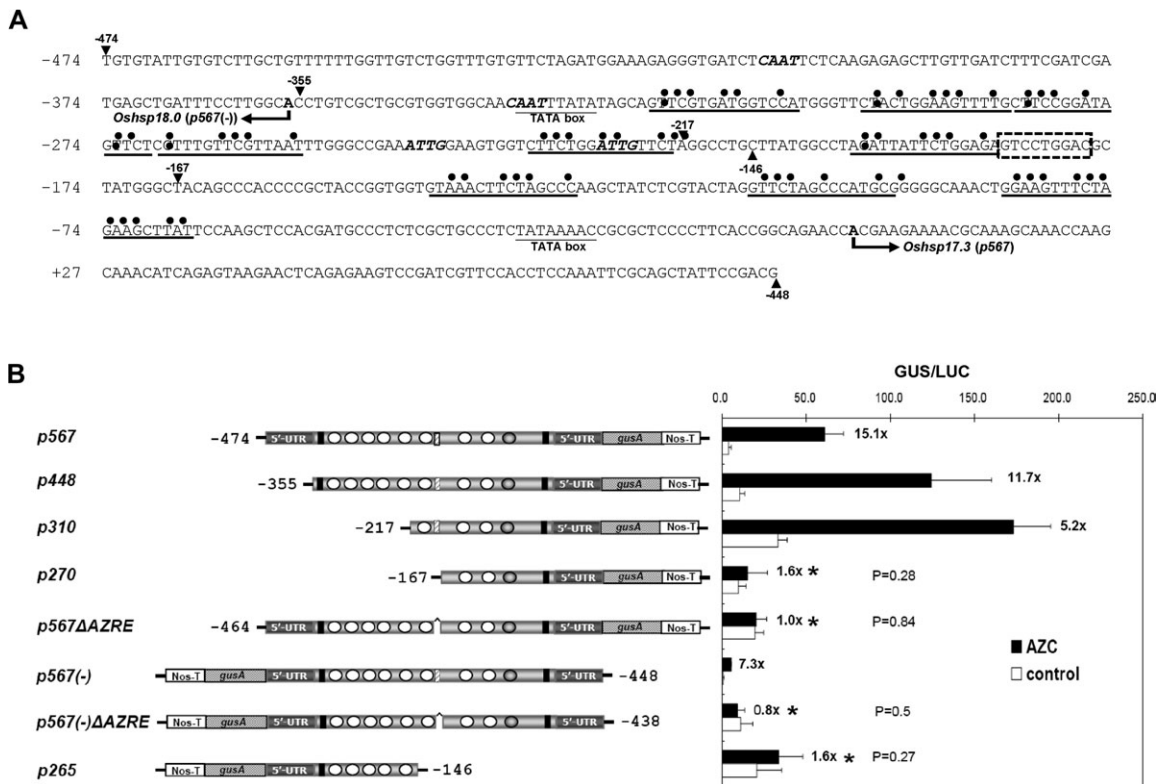 A
-474
-474 TGTGTATTGTGTCTTGCTGTTTTTTGGTTGTCTGGTTTGTGTTCTAGATGGAAAGAGGGTGATCTCAATTCTCAAGAGAGCTTGTTGATCTTTCGATCGA
-355
-374 TGAGCTGATTTCCTTGGCACCTGTCGCTGCGTGGTGGCAACAATTTATATAGCAGTTCGTGATGGTCCATGGGTTCTACTGGAAGTTTTGCTTCCGGATA
Oshsp18.0 (p567(-)) TATA box
-217
-274 GTTCTCGTTTGTTCGTTAATTTGGGCCGAAATTGGAAGTGGTCTTCTGGATTGTTCTAGGCCTGCTTATGGCCTACATTATTCTGGAGAGTCCTGGACGC
-167 -146
-174 TATGGGCTACAGCCCACCCCGCTACCGGTGGTGTAAACTTCTAGCCCAAGCTATCTCGTACTAGGTTCTAGCCCATGCGGGGGCAAACTGGAAGTTTCTA
-74 GAAGCTTATTCCAAGCTCCACGATGCCCTCTCGCTGCCCTCTATAAAACCGCGCTCCCCTTCACCGGCAGAACCACGAAGAAAACGCAAAGCAAACCAAG
TATA box Oshsp17.3 (p567)
+27 CAAACATCAGAGTAAGAACTCAGAGAAGTCCGATCGTTCCACCTCCAAATTCGCAGCTATTCCGACG
-448
B
GUS/LUC
0.0 50.0 100.0 150.0 200.0 250.0
p567 -474 5'-UTR 5'-UTR gusA Nos-T 15.1x
p448 -355 5'-UTR gusA Nos-T 11.7x
p310 -217 5'-UTR gusA Nos-T 5.2x
p270 -167 5'-UTR gusA Nos-T 1.6x * P=0.28
p567ΔAZRE -464 5'-UTR 5'-UTR gusA Nos-T 1.0x * P=0.84
p567(-) Nos-T gusA 5'-UTR 5'-UTR -448 7.3x
p567(-)ΔAZRE Nos-T gusA 5'-UTR 5'-UTR -438 0.8x * P=0.5
p265 Nos-T gusA 5'-UTR -146 1.6x * P=0.27
AZC
control